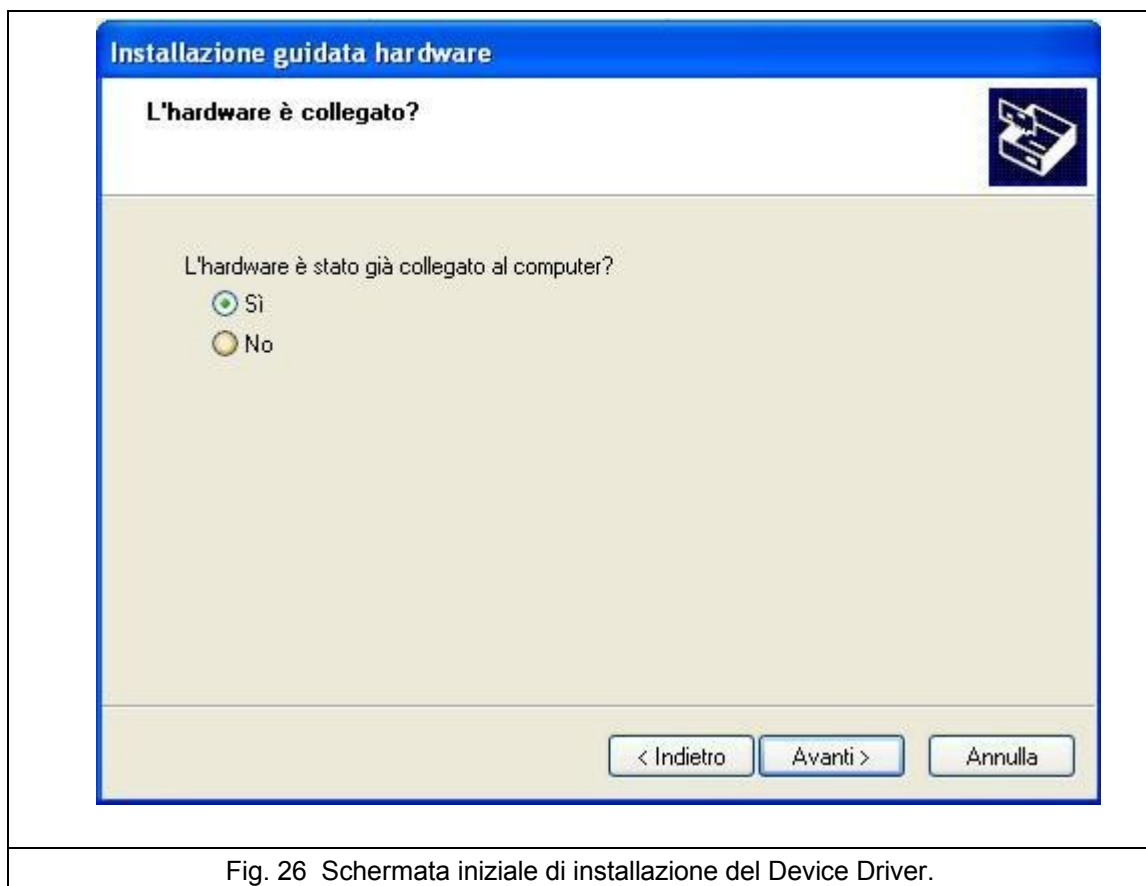 Installazione guidata hardware
L'hardware è collegato?
L'hardware è stato già collegato al computer?
Sì
No
< Indietro Avanti > Annulla
Fig. 26 Schermata iniziale di installazione del Device Driver.